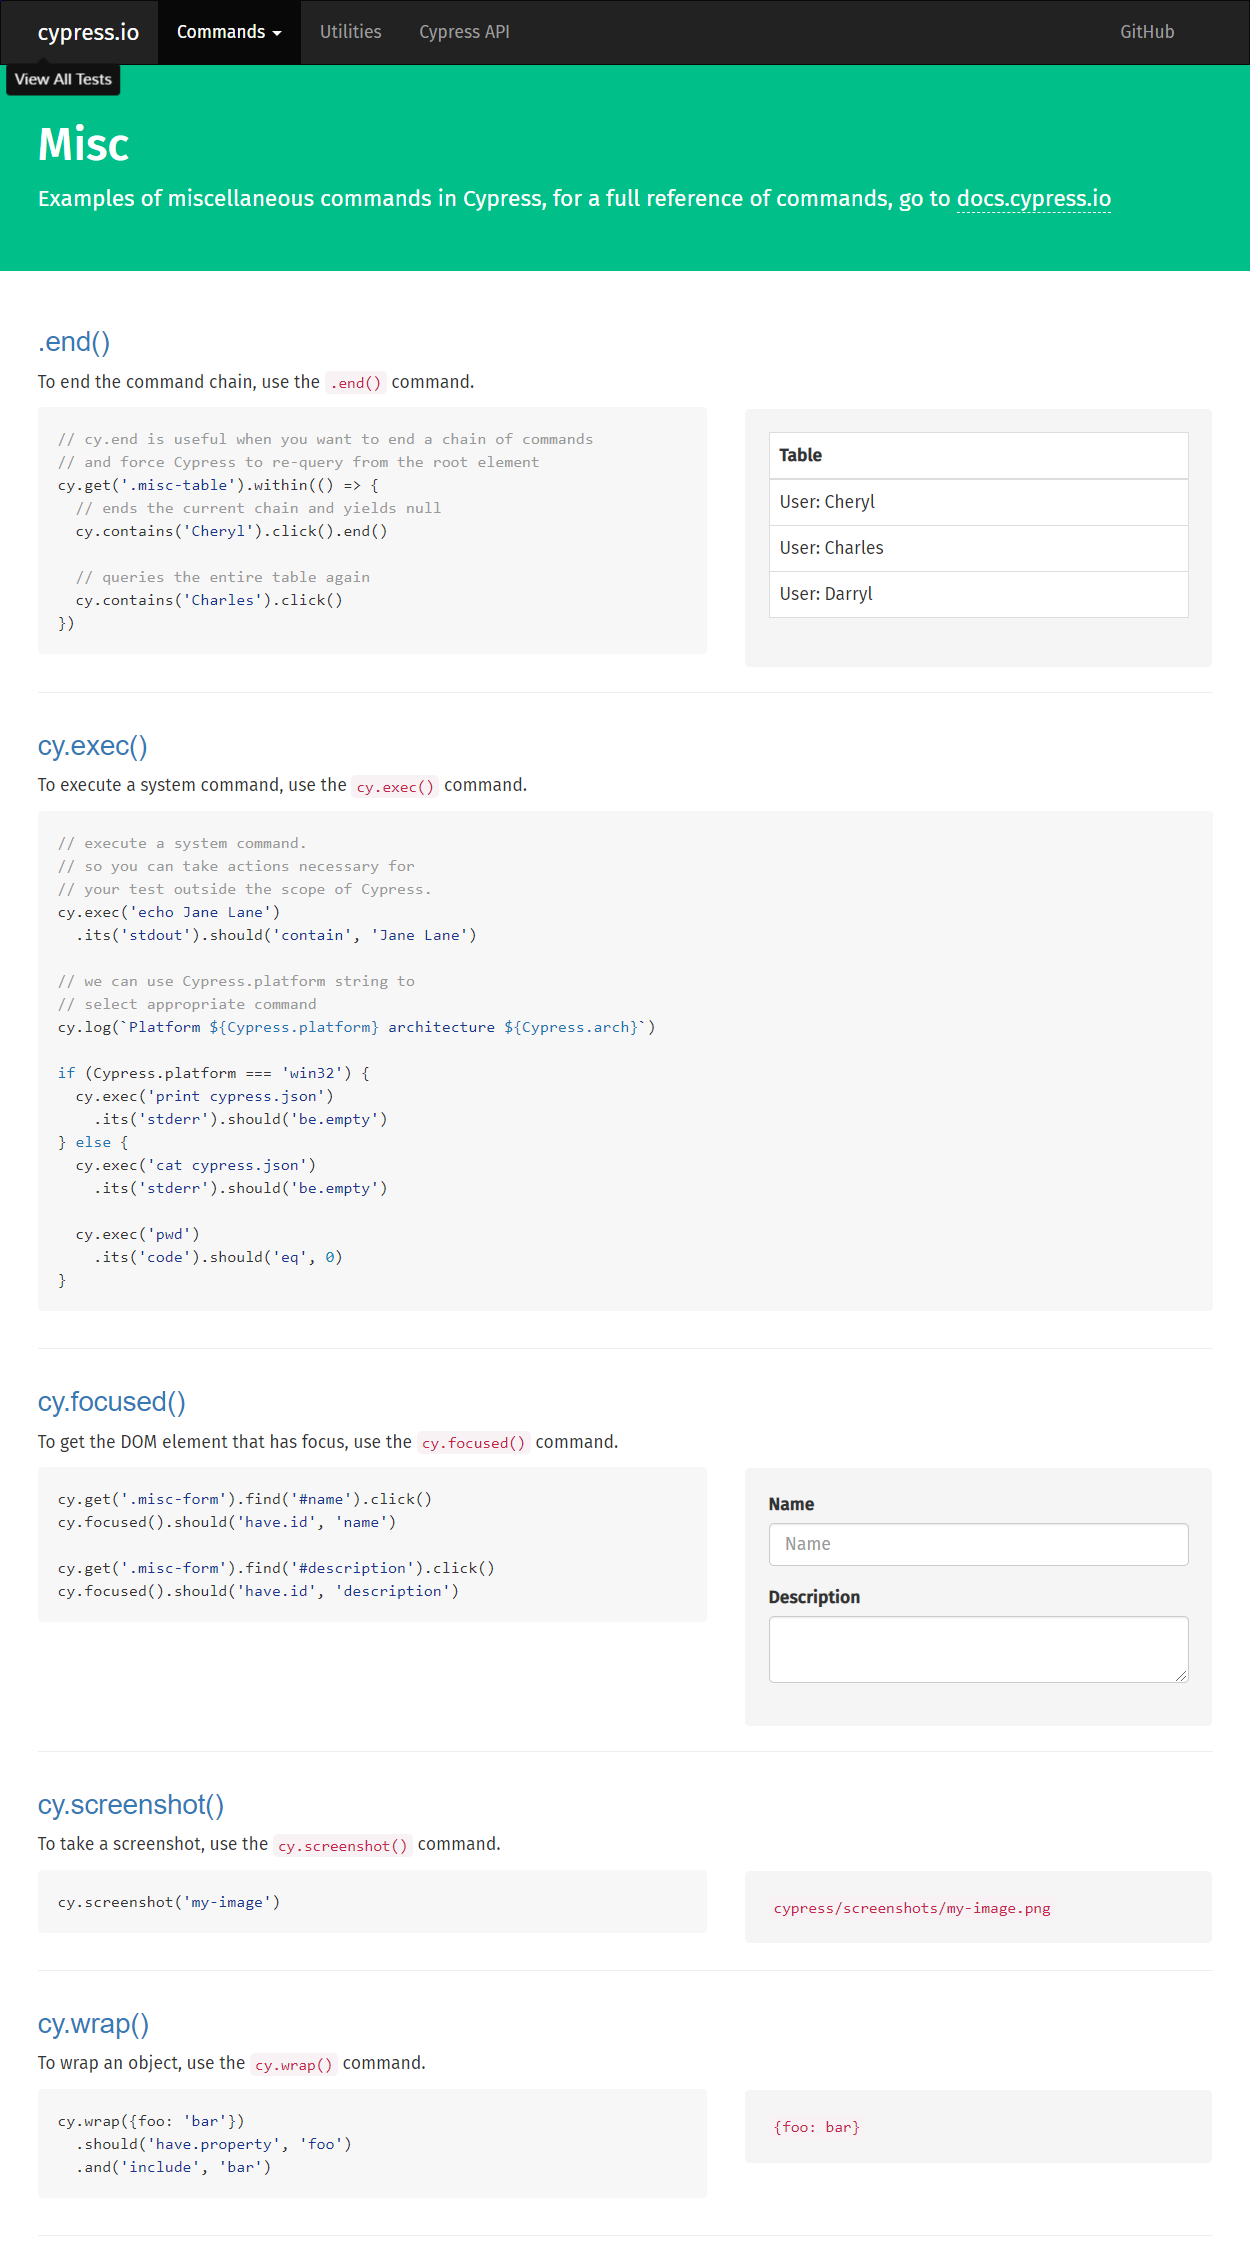 cypress.io Commands Utilities Cypress API GitHub
View All Tests
Misc
Examples of miscellaneous commands in Cypress, for a full reference of commands, go to docs.cypress.io
.end()
To end the command chain, use the .end() command.
// cy.end is useful when you want to end a chain of commands
// and force Cypress to re-query from the root element
cy.get('.misc-table').within(() => {
  // ends the current chain and yields null
  cy.contains('Cheryl').click().end()
  // queries the entire table again
  cy.contains('Charles').click()
})
Table
User: Cheryl
User: Charles
User: Darryl
cy.exec()
To execute a system command, use the cy.exec() command.
// execute a system command.
// so you can take actions necessary for
// your test outside the scope of Cypress.
cy.exec('echo Jane Lane')
  .its('stdout').should('contain', 'Jane Lane')
// we can use Cypress.platform string to
// select appropriate command
cy.log(`Platform ${Cypress.platform} architecture ${Cypress.arch}`)
if (Cypress.platform === 'win32') {
  cy.exec('print cypress.json')
    .its('stderr').should('be.empty')
} else {
  cy.exec('cat cypress.json')
    .its('stderr').should('be.empty')
  cy.exec('pwd')
    .its('code').should('eq', 0)
}
cy.focused()
To get the DOM element that has focus, use the cy.focused() command.
cy.get('.misc-form').find('#name').click()
cy.focused().should('have.id', 'name')
cy.get('.misc-form').find('#description').click()
cy.focused().should('have.id', 'description')
Name
Name
Description
cy.screenshot()
To take a screenshot, use the cy.screenshot() command.
cy.screenshot('my-image')
cypress/screenshots/my-image.png
cy.wrap()
To wrap an object, use the cy.wrap() command.
cy.wrap({foo: 'bar'})
  .should('have.property', 'foo')
  .and('include', 'bar')
{foo: bar}